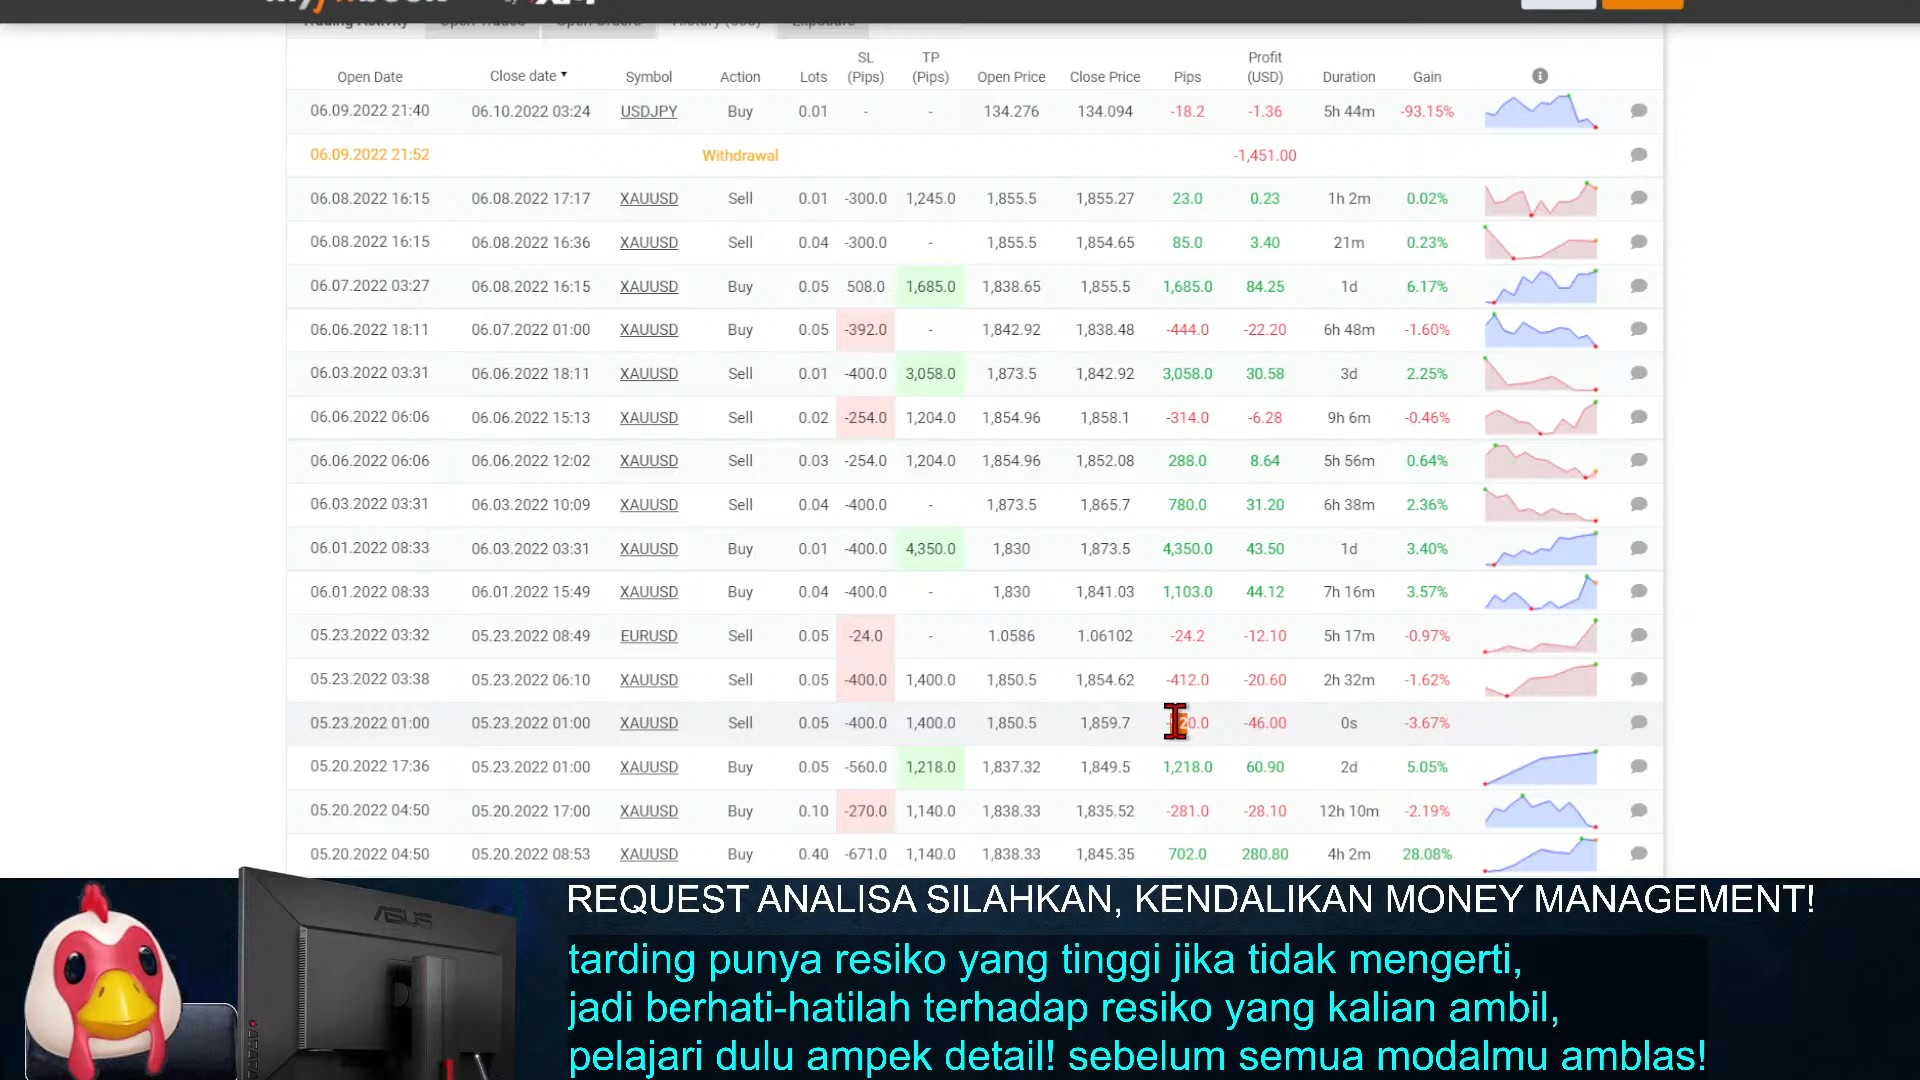 Open Date Close date Symbol Action Lots SL (Pips) TP (Pips) Open Price Close Price Pips Profit (USD) Duration Gain
06.09.2022 21:40 06.10.2022 03:24 USDJPY Buy 0.01 - - 134.276 134.094 -18.2 -1.36 5h 44m -93.15%
06.09.2022 21:52 Withdrawal -1,451.00
06.08.2022 16:15 06.08.2022 17:17 XAUUSD Sell 0.01 -300.0 1,245.0 1,855.5 1,855.27 23.0 0.23 1h 2m 0.02%
06.08.2022 16:15 06.08.2022 16:36 XAUUSD Sell 0.04 -300.0 - 1,855.5 1,854.65 85.0 3.40 21m 0.23%
06.07.2022 03:27 06.08.2022 16:15 XAUUSD Buy 0.05 508.0 1,685.0 1,838.65 1,855.5 1,685.0 84.25 1d 6.17%
06.06.2022 18:11 06.07.2022 01:00 XAUUSD Buy 0.05 -392.0 - 1,842.92 1,838.48 -444.0 -22.20 6h 48m -1.60%
06.03.2022 03:31 06.06.2022 18:11 XAUUSD Sell 0.01 -400.0 3,058.0 1,873.5 1,842.92 3,058.0 30.58 3d 2.25%
06.06.2022 06:06 06.06.2022 15:13 XAUUSD Sell 0.02 -254.0 1,204.0 1,854.96 1,858.1 -314.0 -6.28 9h 6m -0.46%
06.06.2022 06:06 06.06.2022 12:02 XAUUSD Sell 0.03 -254.0 1,204.0 1,854.96 1,852.08 288.0 8.64 5h 56m 0.64%
06.03.2022 03:31 06.03.2022 10:09 XAUUSD Sell 0.04 -400.0 - 1,873.5 1,865.7 780.0 31.20 6h 38m 2.36%
06.01.2022 08:33 06.03.2022 03:31 XAUUSD Buy 0.01 -400.0 4,350.0 1,830 1,873.5 4,350.0 43.50 1d 3.40%
06.01.2022 08:33 06.01.2022 15:49 XAUUSD Buy 0.04 -400.0 - 1,830 1,841.03 1,103.0 44.12 7h 16m 3.57%
05.23.2022 03:32 05.23.2022 08:49 EURUSD Sell 0.05 -24.0 - 1.0586 1.06102 -24.2 -12.10 5h 17m -0.97%
05.23.2022 03:38 05.23.2022 06:10 XAUUSD Sell 0.05 -400.0 1,400.0 1,850.5 1,854.62 -412.0 -20.60 2h 32m -1.62%
05.23.2022 01:00 05.23.2022 01:00 XAUUSD Sell 0.05 -400.0 1,400.0 1,850.5 1,859.7 -46.00 0s -3.67%
05.20.2022 17:36 05.23.2022 01:00 XAUUSD Buy 0.05 -560.0 1,218.0 1,837.32 1,849.5 1,218.0 60.90 2d 5.05%
05.20.2022 04:50 05.20.2022 17:00 XAUUSD Buy 0.10 -270.0 1,140.0 1,838.33 1,835.52 -281.0 -28.10 12h 10m -2.19%
05.20.2022 04:50 05.20.2022 08:53 XAUUSD Buy 0.40 -671.0 1,140.0 1,838.33 1,845.35 702.0 280.80 4h 2m 28.08%
ASUS
REQUEST ANALISA SILAHKAN, KENDALIKAN MONEY MANAGEMENT!
tarding punya resiko yang tinggi jika tidak mengerti,
jadi berhati-hatilah terhadap resiko yang kalian ambil,
pelajari dulu ampek detail! sebelum semua modalmu amblas!